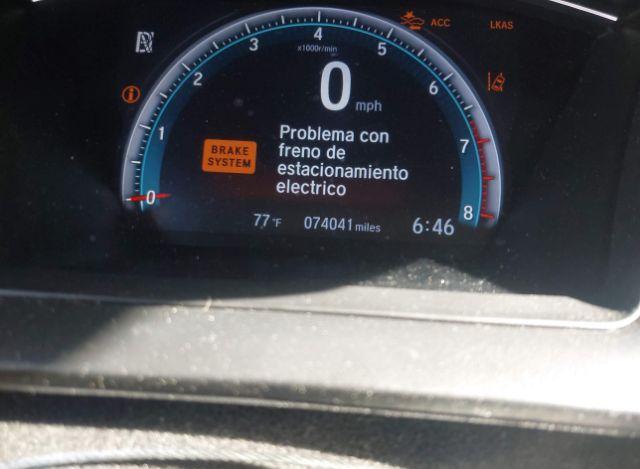 ACC
LKAS
4
3
5
x1000r/min
2
6
0
mph
1
7
BRAKE
SYSTEM
Problema con
freno de
estacionamiento
electrico
0
8
77°F
074041 miles
6:46